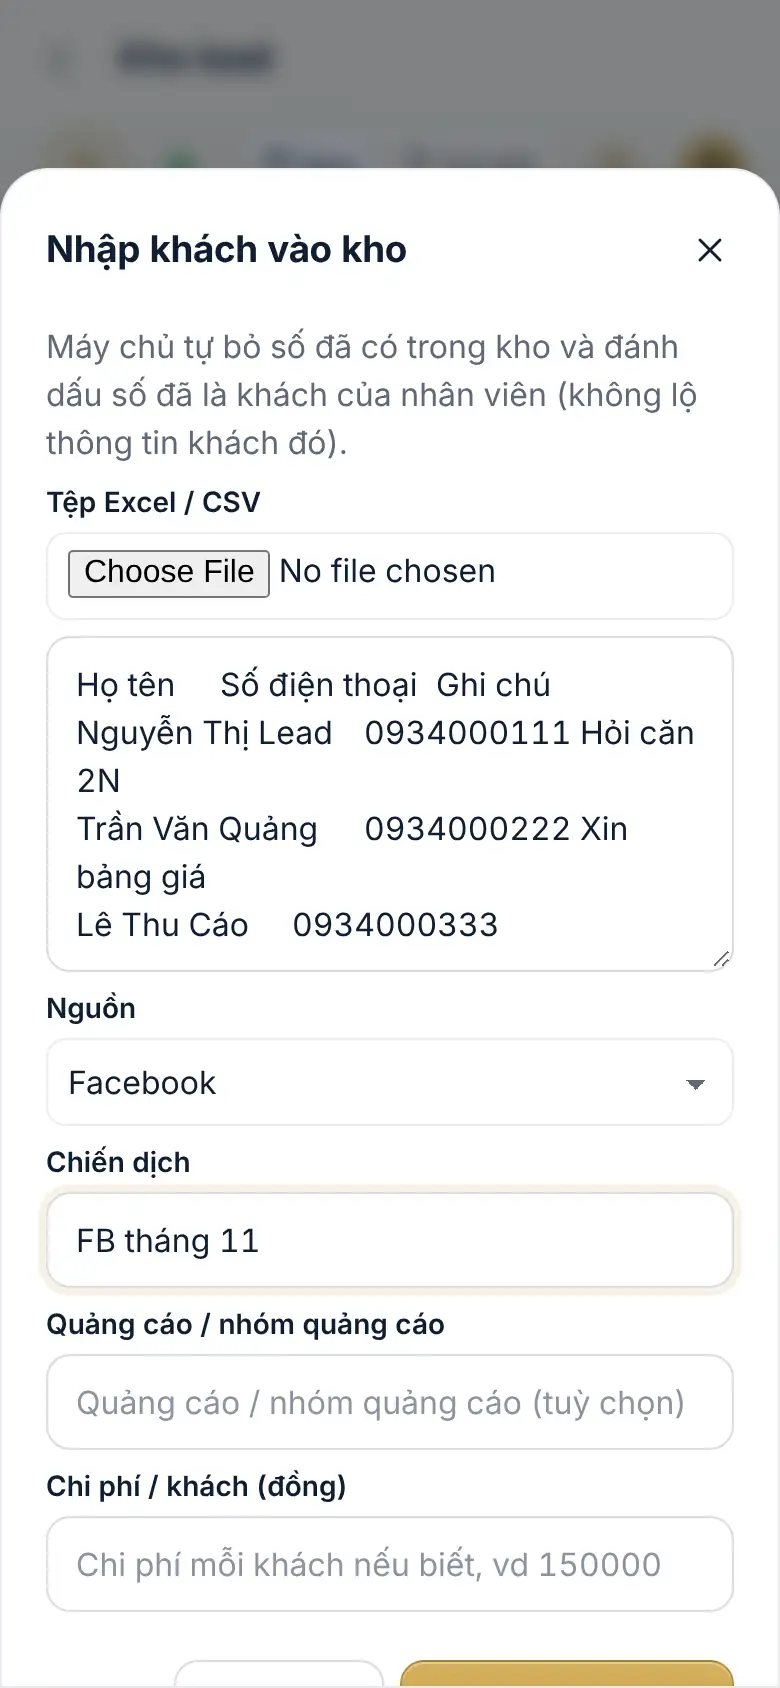 Nhập khách vào kho
Máy chủ tự bỏ số đã có trong kho và đánh
dấu số đã là khách của nhân viên (không lộ
thông tin khách đó).
Tệp Excel / CSV
Choose File No file chosen
Họ tên Số điện thoại Ghi chú
Nguyễn Thị Lead 0934000111 Hỏi căn
2N
Trần Văn Quảng 0934000222 Xin
bảng giá
Lê Thu Cáo 0934000333
Nguồn
Facebook
Chiến dịch
FB tháng 11
Quảng cáo / nhóm quảng cáo
Quảng cáo / nhóm quảng cáo (tuỳ chọn)
Chi phí / khách (đồng)
Chi phí mỗi khách nếu biết, vd 150000